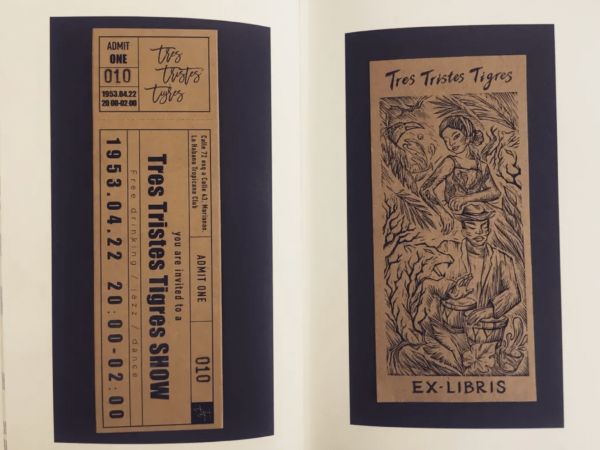 ADMIT
ONE
010
1953.04.22
20:00-02:00
tres
tristes
tigres
Calle 72 esq a Calle 43, Marianao,
La Habana Tropicana Club
you are invited to a
Tres Tristes Tigres SHOW
Free drinking / jazz / dance
1953.04.22 20:00-02:00
ADMIT ONE
010
Tres Tristes Tigres
EX-LIBRIS